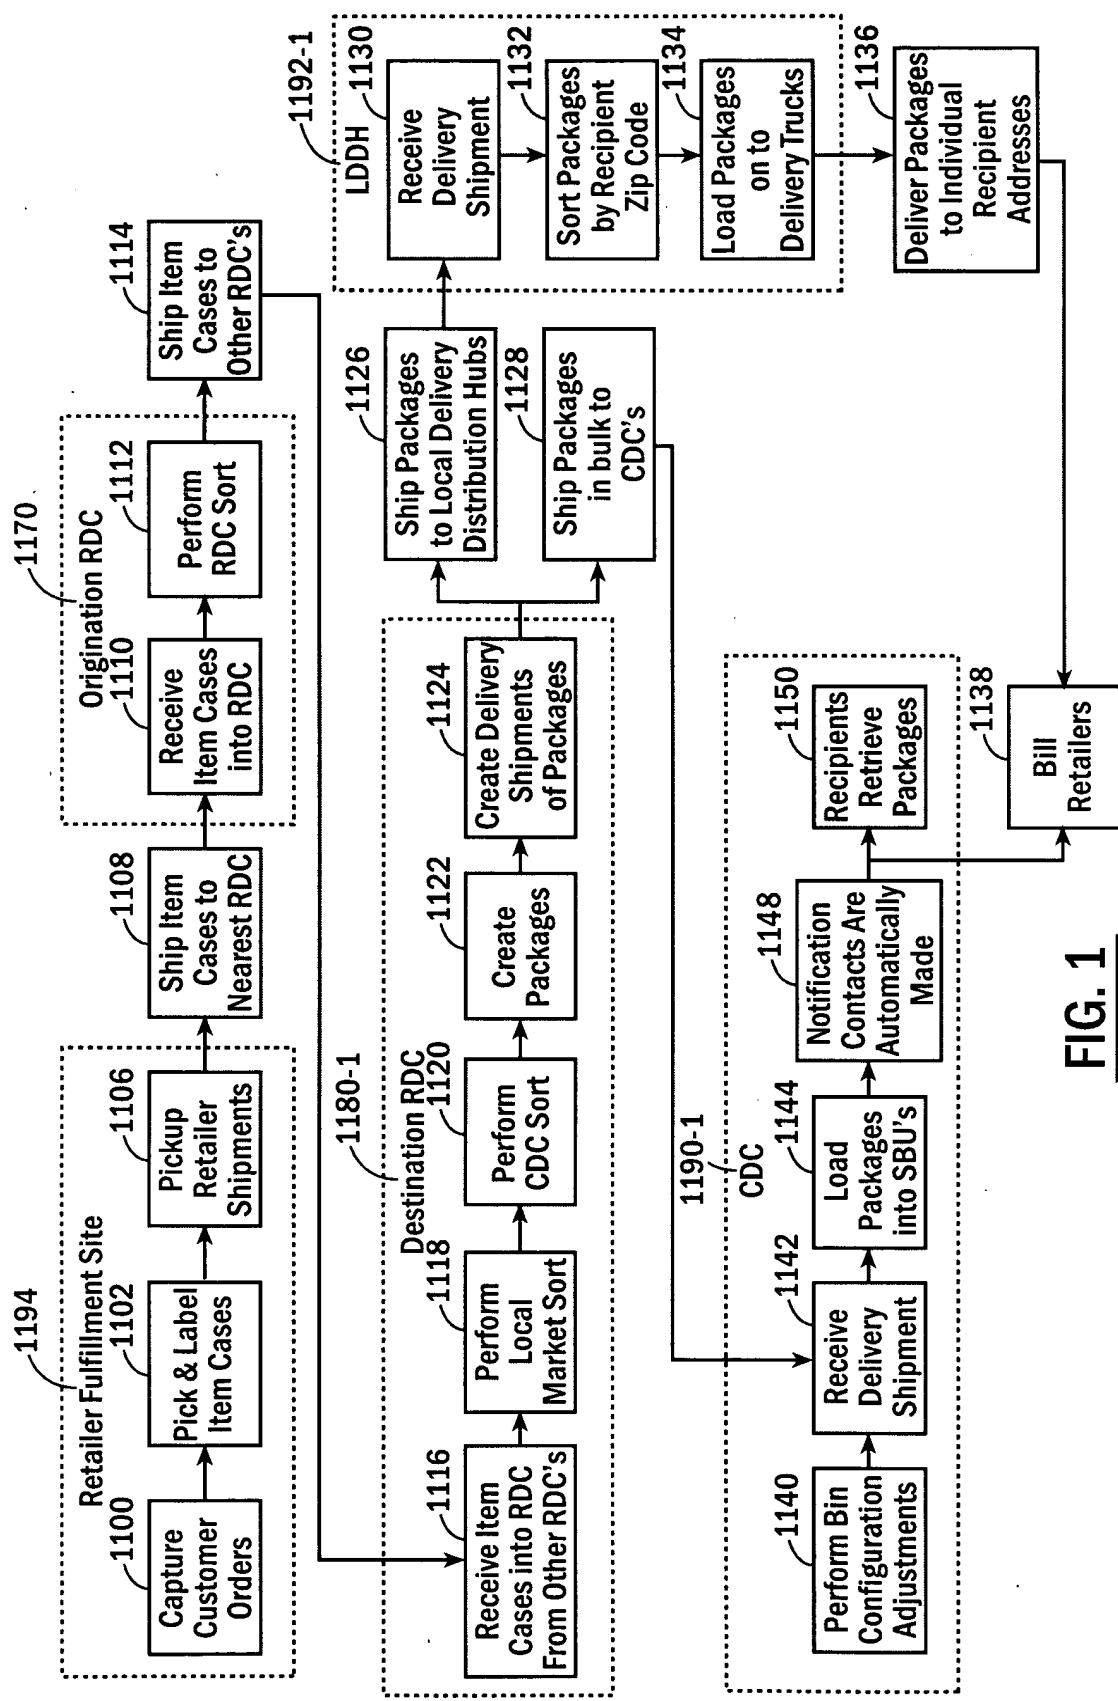 1194
Retailer Fulfillment Site
1100
Capture
Customer
Orders
1102
Pick & Label
Item Cases
1106
Pickup
Retailer
Shipments
1108
Ship Item
Cases to
Nearest RDC
1170
Origination RDC
1110
Receive
Item Cases
into RDC
1112
Perform
RDC Sort
1114
Ship Item
Cases to
Other RDC's
1180-1
Destination RDC
1116
Receive Item
Cases into RDC
From Other RDC's
1118
Perform
Local
Market Sort
1120
Perform
CDC Sort
1122
Create
Packages
1124
Create Delivery
Shipments
of Packages
1126
Ship Packages
to Local Delivery
Distribution Hubs
1128
Ship Packages
in bulk to
CDC's
1192-1
LDDH
1130
Receive
Delivery
Shipment
1132
Sort Packages
by Recipient
Zip Code
1134
Load Packages
on to
Delivery Trucks
1136
Deliver Packages
to Individual
Recipient
Addresses
1190-1
CDC
1140
Perform Bin
Configuration
Adjustments
1142
Receive
Delivery
Shipment
1144
Load
Packages
into SBU's
1148
Notification
Contacts Are
Automatically
Made
1150
Recipients
Retrieve
Packages
1138
Bill
Retailers
FIG. 1